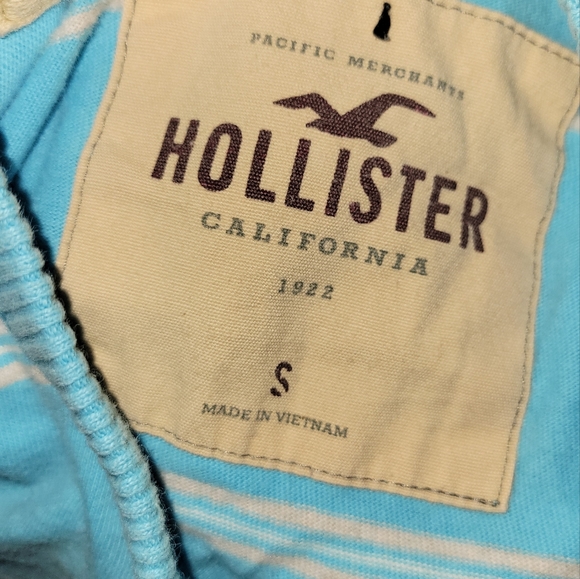 PACIFIC MERCHANTS
HOLLISTER
CALIFORNIA
1922
S
MADE IN VIETNAM